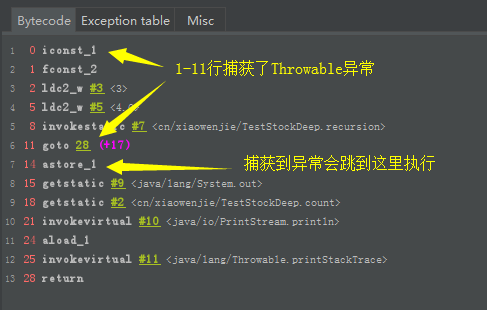 Bytecode Exception table Misc
1 0 iconst_1
2 1 fconst_2
1-11行捕获了Throwable异常
3 2 ldc2_w #3 <3>
4 5 ldc2_w #5 <4.
5 8 invokestatic #7 <cn/xiaowenjie/TestStockDeep.recursion>
6 11 goto 28 (+17)
7 14 astore_1
捕获到异常会跳到这里执行
8 15 getstatic #9 <java/lang/System.out>
9 18 getstatic #2 <cn/xiaowenjie/TestStockDeep.count>
10 21 invokevirtual #10 <java/io/PrintStream.println>
11 24 aload_1
12 25 invokevirtual #11 <java/lang/Throwable.printStackTrace>
13 28 return